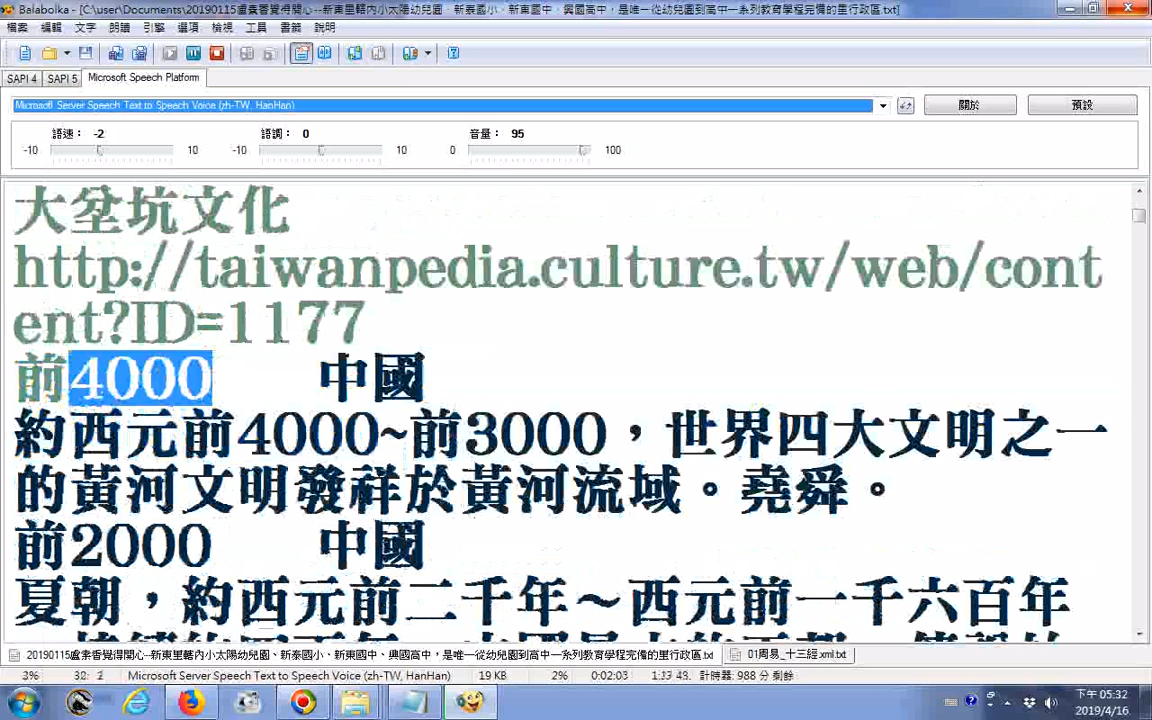 Balabolka - [C:\user\Documents\20190115盧素香覺得開心--新東里轄內小太陽幼兒園、新泰國小、新東國中、興國高中，是唯一從幼兒園到高中一系列教育學程完備的里行政區.txt]
檔案 編輯 文字 朗讀 引擎 選項 檢視 工具 書籤 說明
SAPI 4 SAPI 5 Microsoft Speech Platform
Microsoft Server Speech Text to Speech Voice (zh-TW, HanHan) 關於 預設
語速： -2 語調： 0 音量： 95
-10 10 -10 10 0 100
大坌坑文化
http://taiwanpedia.culture.tw/web/cont
ent?ID=1177
前4000 中國
約西元前4000~前3000，世界四大文明之一
的黃河文明發祥於黃河流域。堯舜。
前2000 中國
夏朝，約西元前二千年～西元前一千六百年
20190115盧素香覺得開心--新東里轄內小太陽幼兒園、新泰國小、新東國中、興國高中，是唯一從幼兒園到高中一系列教育學程完備的里行政區.txt 01周易_十三經.xml.txt
3% 32: 1 Microsoft Server Speech Text to Speech Voice (zh-TW, HanHan) 19 KB 2% 0:02:03 計時器: 988 分 剩餘
下午 05:32
2019/4/16